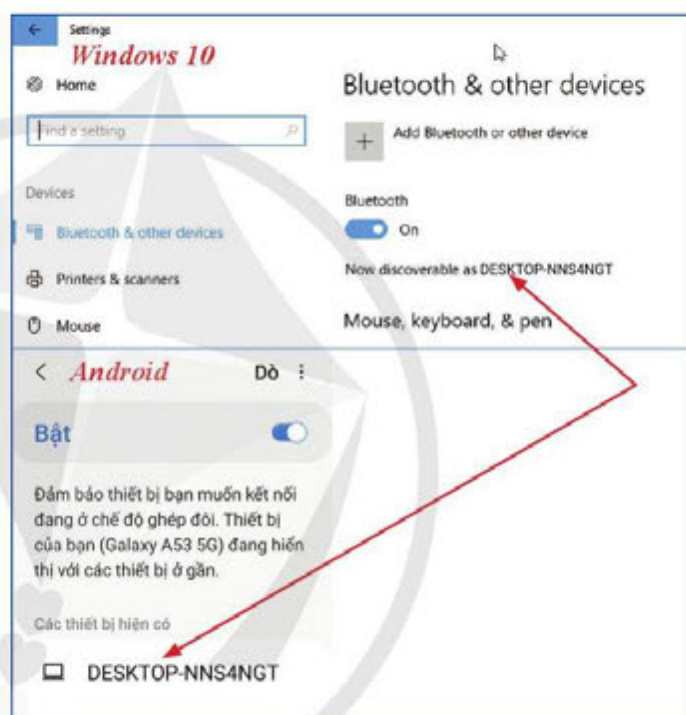 Settings
Windows 10
Home
Find a setting
Devices
Bluetooth & other devices
Printers & scanners
Mouse
Bluetooth & other devices
Add Bluetooth or other device
Bluetooth
On
Now discoverable as DESKTOP-NNS4NGT
Mouse, keyboard, & pen
Android
Dò
Bật
Đảm bảo thiết bị bạn muốn kết nối
đang ở chế độ ghép đôi. Thiết bị
của bạn (Galaxy A53 5G) đang hiển
thị với các thiết bị ở gần.
Các thiết bị hiện có
DESKTOP-NNS4NGT